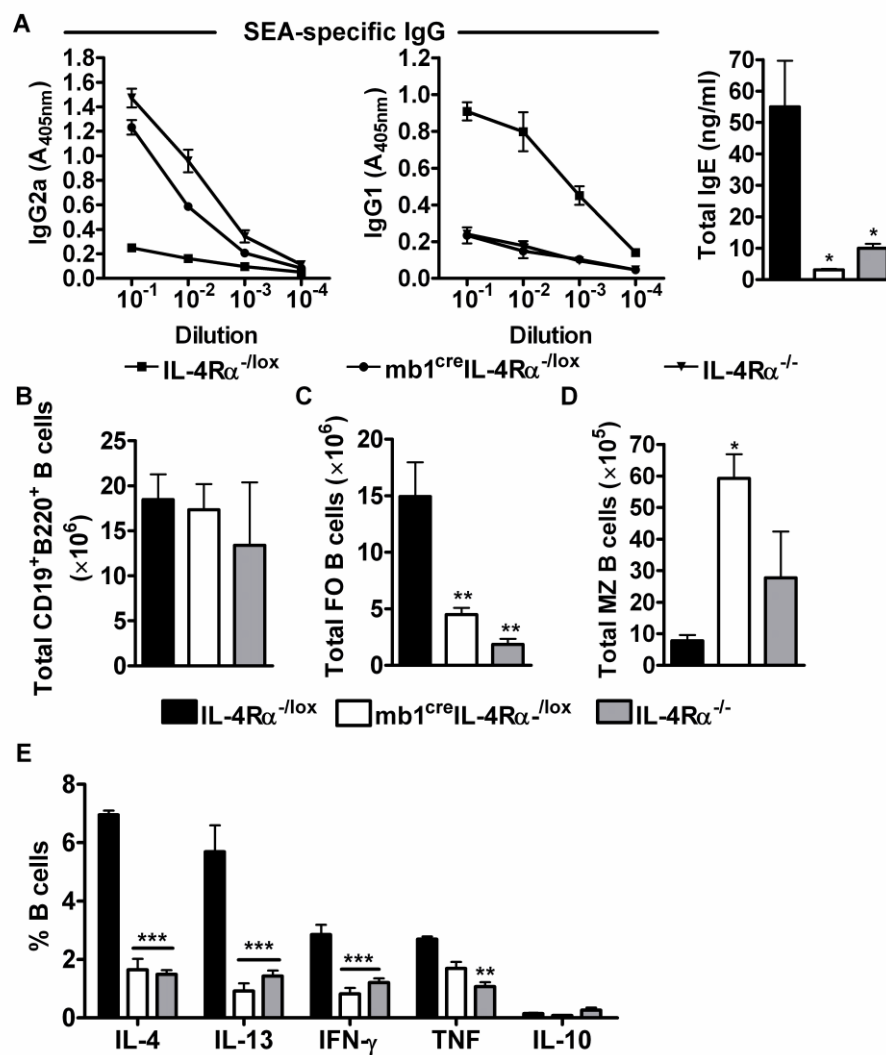 A
SEA-specific IgG
IgG2a (A405nm)
1.8
1.6
1.4
1.2
1.0
0.8
0.6
0.4
0.2
0.0
10-1 10-2 10-3 10-4
Dilution
IgG1 (A405nm)
1.2
1.0
0.8
0.6
0.4
0.2
0.0
10-1 10-2 10-3 10-4
Dilution
Total IgE (ng/ml)
70
60
50
40
30
20
10
0
* *
IL-4Rα-/lox mb1creIL-4Rα-/lox IL-4Rα-/-
B
Total CD19+B220+ B cells
(×106)
25
20
15
10
5
0
C
Total FO B cells (×106)
20
15
10
5
0
** **
D
Total MZ B cells (×105)
70
60
50
40
30
20
10
0
*
IL-4Rα-/lox mb1creIL-4Rα-/lox IL-4Rα-/-
E
% B cells
8
6
4
2
0
*** *** *** **
IL-4 IL-13 IFN-γ TNF IL-10